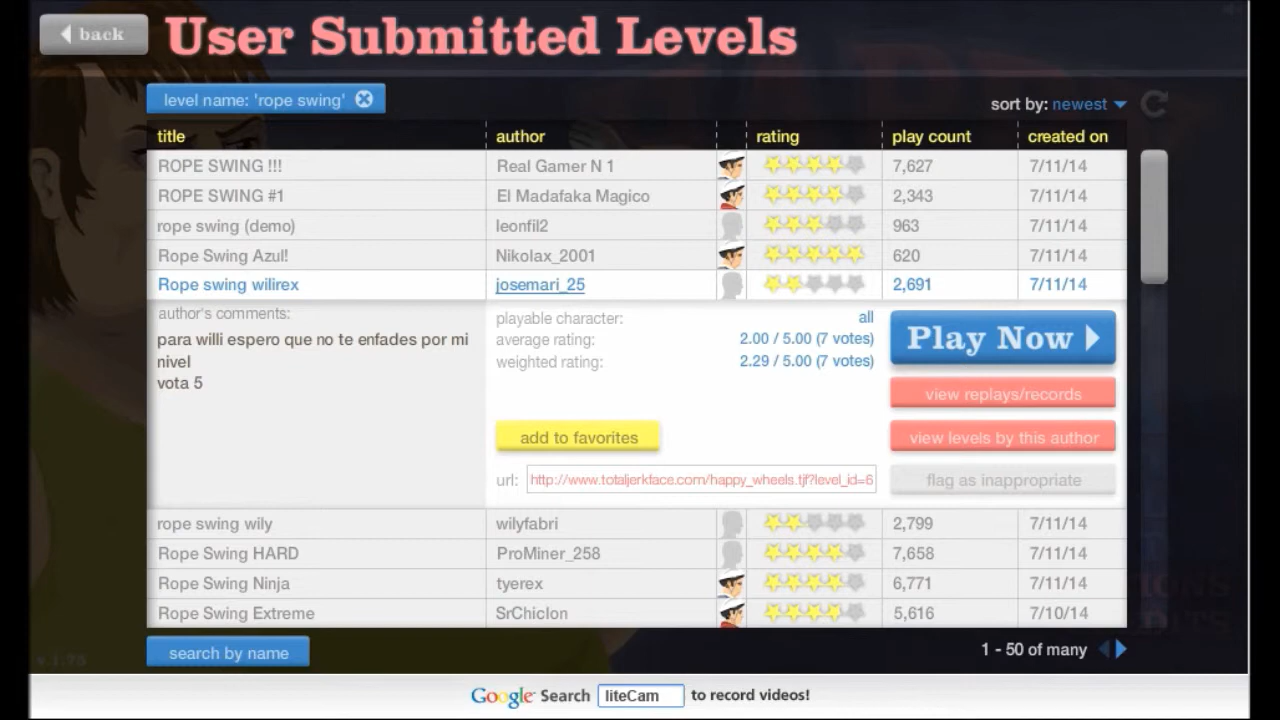 back
User Submitted Levels
level name: 'rope swing'
sort by: newest
title author rating play count created on
ROPE SWING !!! Real Gamer N 1 7,627 7/11/14
ROPE SWING #1 El Madafaka Magico 2,343 7/11/14
rope swing (demo) leonfil2 963 7/11/14
Rope Swing Azul! Nikolax_2001 620 7/11/14
Rope swing wilirex josemari_25 2,691 7/11/14
author's comments:
para willi espero que no te enfades por mi
nivel
vota 5
playable character: all
average rating: 2.00 / 5.00 (7 votes)
weighted rating: 2.29 / 5.00 (7 votes)
add to favorites
url: http://www.totaljerkface.com/happy_wheels.tjf?level_id=6
Play Now
view replays/records
view levels by this author
flag as inappropriate
rope swing wily wilyfabri 2,799 7/11/14
Rope Swing HARD ProMiner_258 7,658 7/11/14
Rope Swing Ninja tyerex 6,771 7/11/14
Rope Swing Extreme SrChiclon 5,616 7/10/14
search by name
1 - 50 of many
v 1.76
Google Search liteCam to record videos!